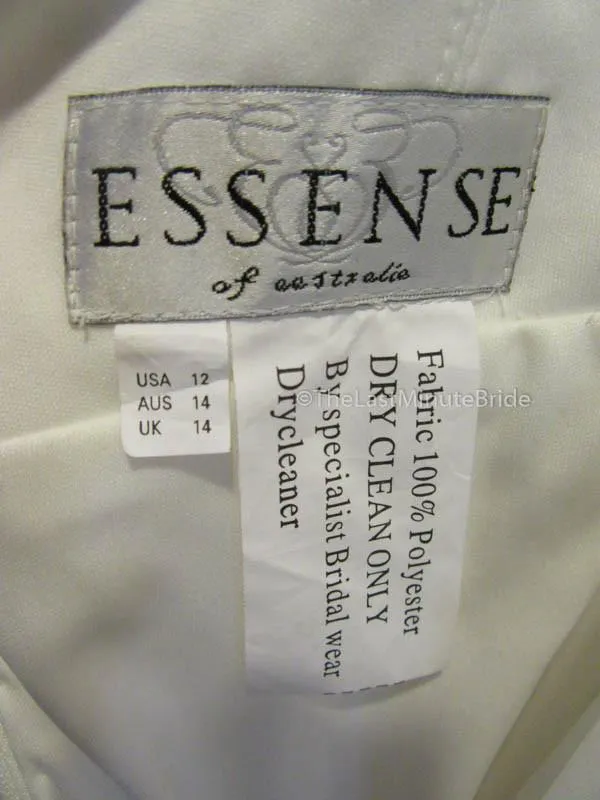 ESSENSE
of australia
USA 12
AUS 14
UK 14
Fabric 100% Polyester
DRY CLEAN ONLY
By specialist Bridal wear
Drycleaner
©TheLastMinuteBride